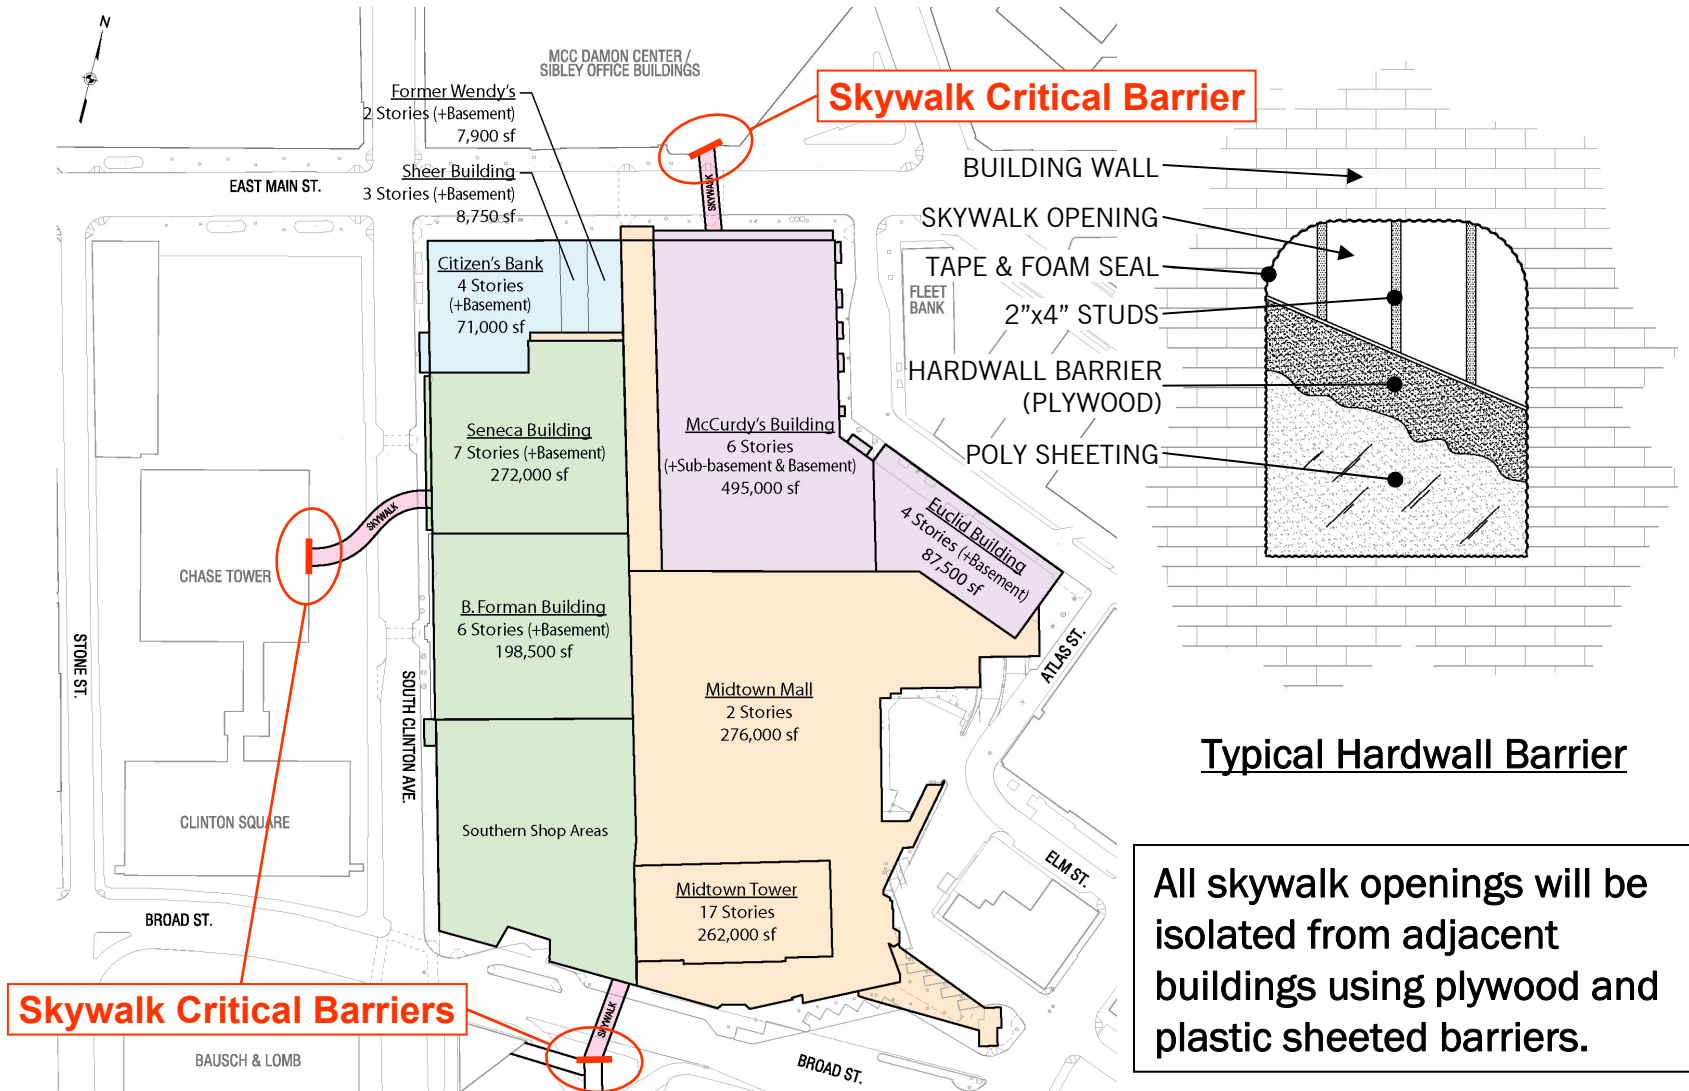 N
MCC DAMON CENTER /
SIBLEY OFFICE BUILDINGS
Former Wendy's
2 Stories (+Basement)
7,900 sf
Skywalk Critical Barrier
Sheer Building
3 Stories (+Basement)
8,750 sf
EAST MAIN ST.
SKYWALK
Citizen's Bank
4 Stories
(+Basement)
71,000 sf
FLEET
BANK
Seneca Building
7 Stories (+Basement)
272,000 sf
McCurdy's Building
6 Stories
(+Sub-basement & Basement)
495,000 sf
Euclid Building
4 Stories (+Basement)
87,500 sf
SKYWALK
CHASE TOWER
B. Forman Building
6 Stories (+Basement)
198,500 sf
STONE ST.
SOUTH CLINTON AVE.
ATLAS ST.
Midtown Mall
2 Stories
276,000 sf
CLINTON SQUARE
Southern Shop Areas
ELM ST.
Midtown Tower
17 Stories
262,000 sf
BROAD ST.
Skywalk Critical Barriers
SKYWALK
BAUSCH & LOMB
BROAD ST.
BUILDING WALL
SKYWALK OPENING
TAPE & FOAM SEAL
2”x4” STUDS
HARDWALL BARRIER
(PLYWOOD)
POLY SHEETING
Typical Hardwall Barrier
All skywalk openings will be
isolated from adjacent
buildings using plywood and
plastic sheeted barriers.